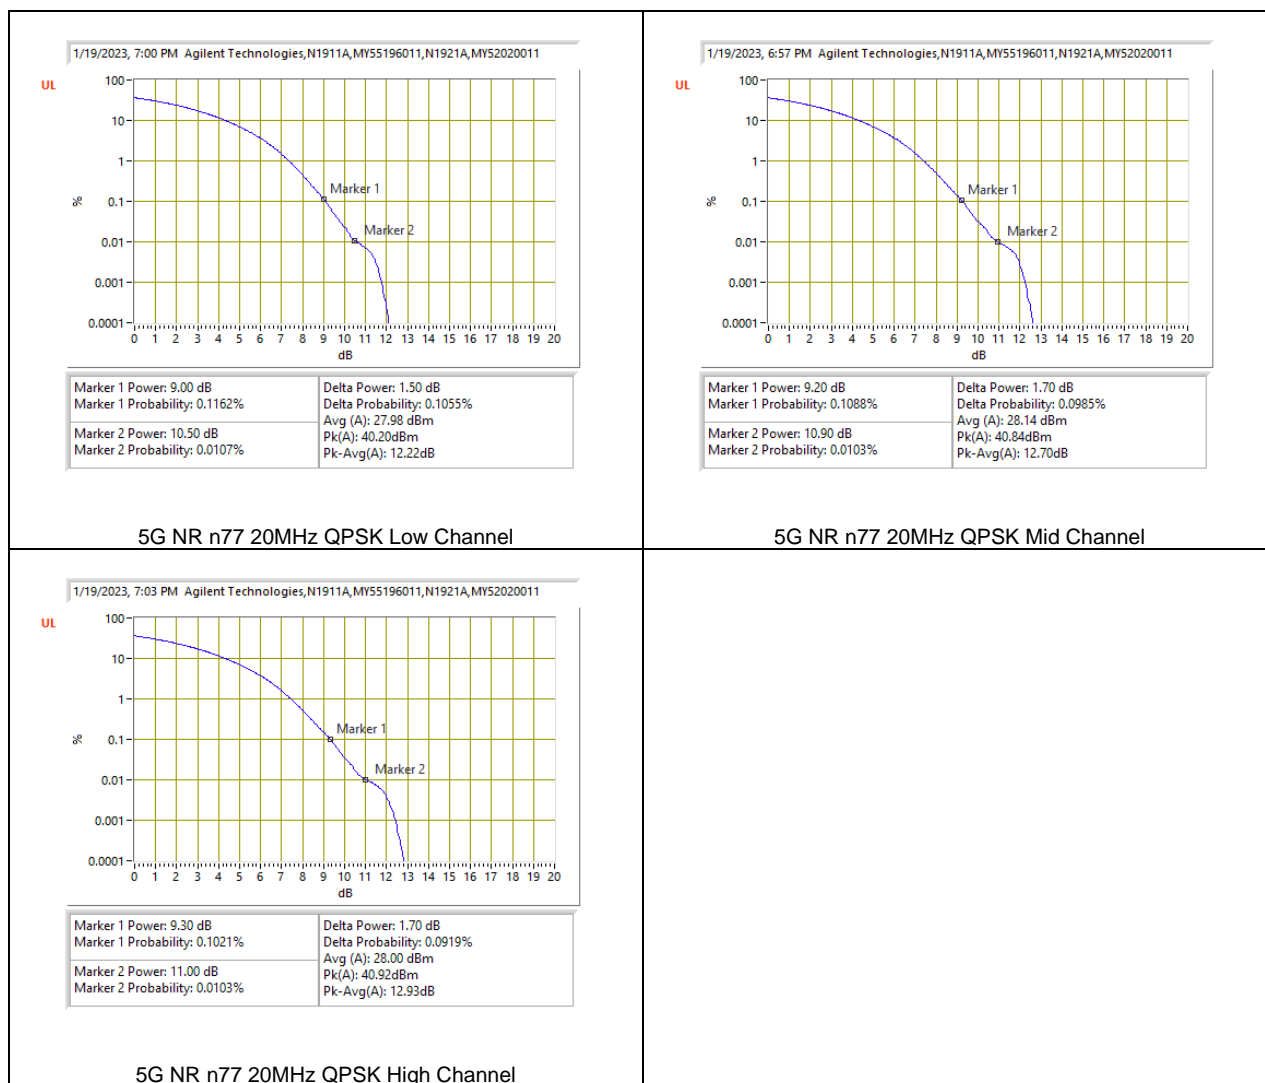 1/19/2023, 7:00 PM  Agilent Technologies,N1911A,MY55196011,N1921A,MY52020011
UL
100
10
1
0.1
0.01
0.001
0.0001
%
Marker 1
Marker 2
0 1 2 3 4 5 6 7 8 9 10 11 12 13 14 15 16 17 18 19 20
dB
Marker 1 Power: 9.00 dB
Marker 1 Probability: 0.1162%
Marker 2 Power: 10.50 dB
Marker 2 Probability: 0.0107%
Delta Power: 1.50 dB
Delta Probability: 0.1055%
Avg (A): 27.98 dBm
Pk(A): 40.20dBm
Pk-Avg(A): 12.22dB
5G NR n77 20MHz QPSK Low Channel
1/19/2023, 6:57 PM  Agilent Technologies,N1911A,MY55196011,N1921A,MY52020011
UL
100
10
1
0.1
0.01
0.001
0.0001
%
Marker 1
Marker 2
0 1 2 3 4 5 6 7 8 9 10 11 12 13 14 15 16 17 18 19 20
dB
Marker 1 Power: 9.20 dB
Marker 1 Probability: 0.1088%
Marker 2 Power: 10.90 dB
Marker 2 Probability: 0.0103%
Delta Power: 1.70 dB
Delta Probability: 0.0985%
Avg (A): 28.14 dBm
Pk(A): 40.84dBm
Pk-Avg(A): 12.70dB
5G NR n77 20MHz QPSK Mid Channel
1/19/2023, 7:03 PM  Agilent Technologies,N1911A,MY55196011,N1921A,MY52020011
UL
100
10
1
0.1
0.01
0.001
0.0001
%
Marker 1
Marker 2
0 1 2 3 4 5 6 7 8 9 10 11 12 13 14 15 16 17 18 19 20
dB
Marker 1 Power: 9.30 dB
Marker 1 Probability: 0.1021%
Marker 2 Power: 11.00 dB
Marker 2 Probability: 0.0103%
Delta Power: 1.70 dB
Delta Probability: 0.0919%
Avg (A): 28.00 dBm
Pk(A): 40.92dBm
Pk-Avg(A): 12.93dB
5G NR n77 20MHz QPSK High Channel